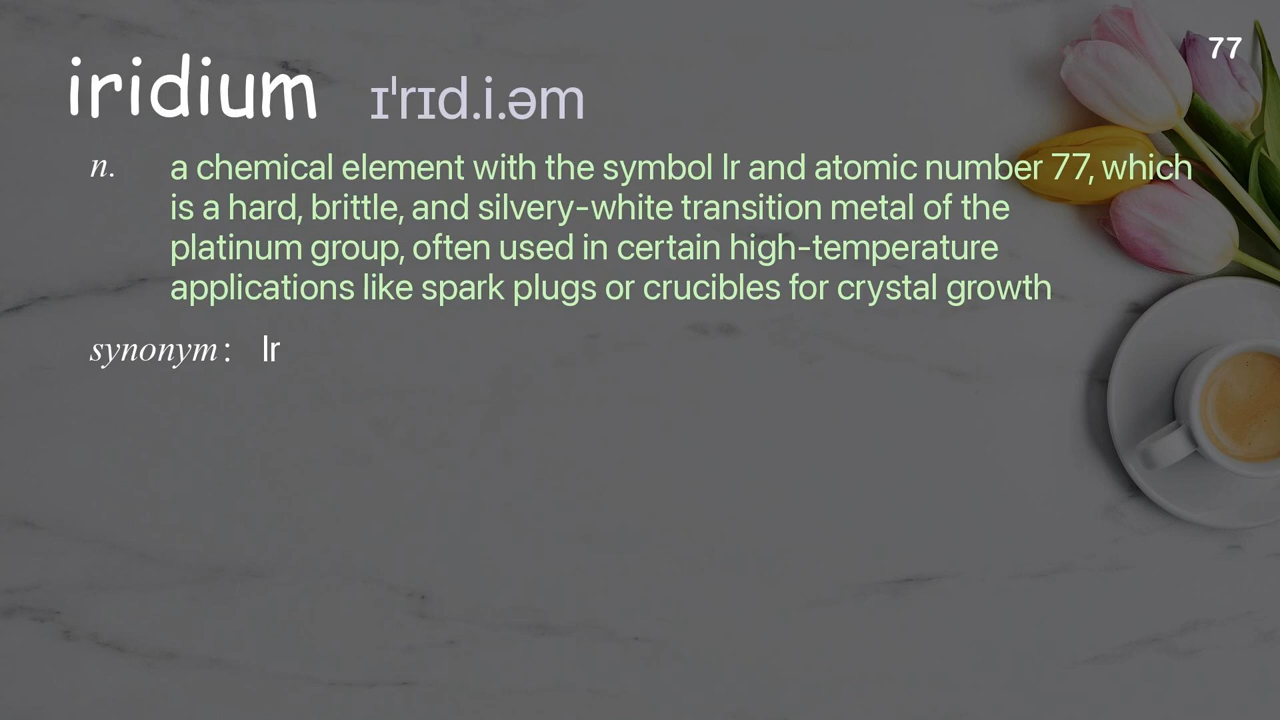 77
iridium ɪˈrɪd.i.əm
n. a chemical element with the symbol Ir and atomic number 77, which
is a hard, brittle, and silvery-white transition metal of the
platinum group, often used in certain high-temperature
applications like spark plugs or crucibles for crystal growth
synonym: Ir